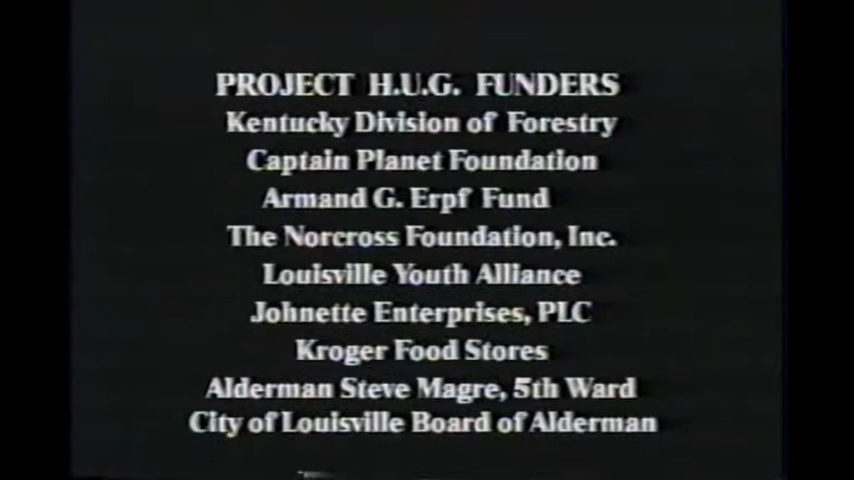 PROJECT H.U.G. FUNDERS
Kentucky Division of Forestry
Captain Planet Foundation
Armand G. Erpf Fund
The Norcross Foundation, Inc.
Louisville Youth Alliance
Johnette Enterprises, PLC
Kroger Food Stores
Alderman Steve Magre, 5th Ward
City of Louisville Board of Alderman